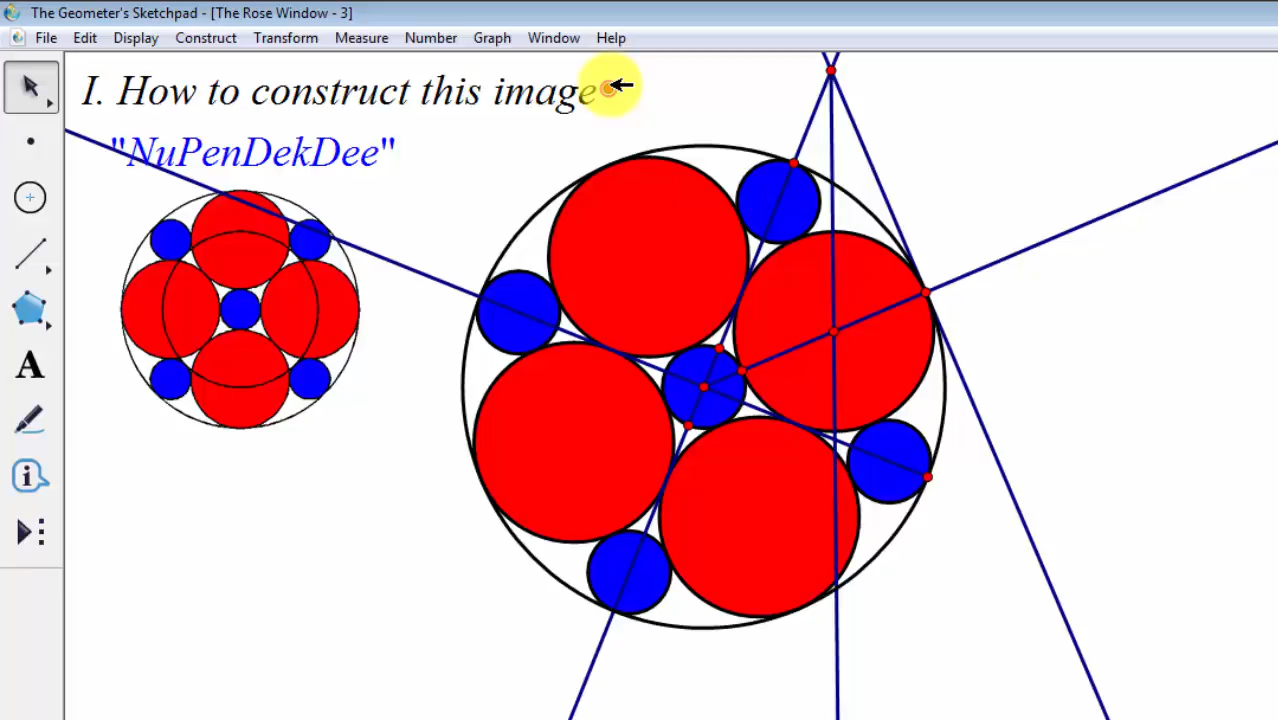 The Geometer's Sketchpad - [The Rose Window - 3]
File Edit Display Construct Transform Measure Number Graph Window Help
I. How to construct this image
"NuPenDekDee"
A
i